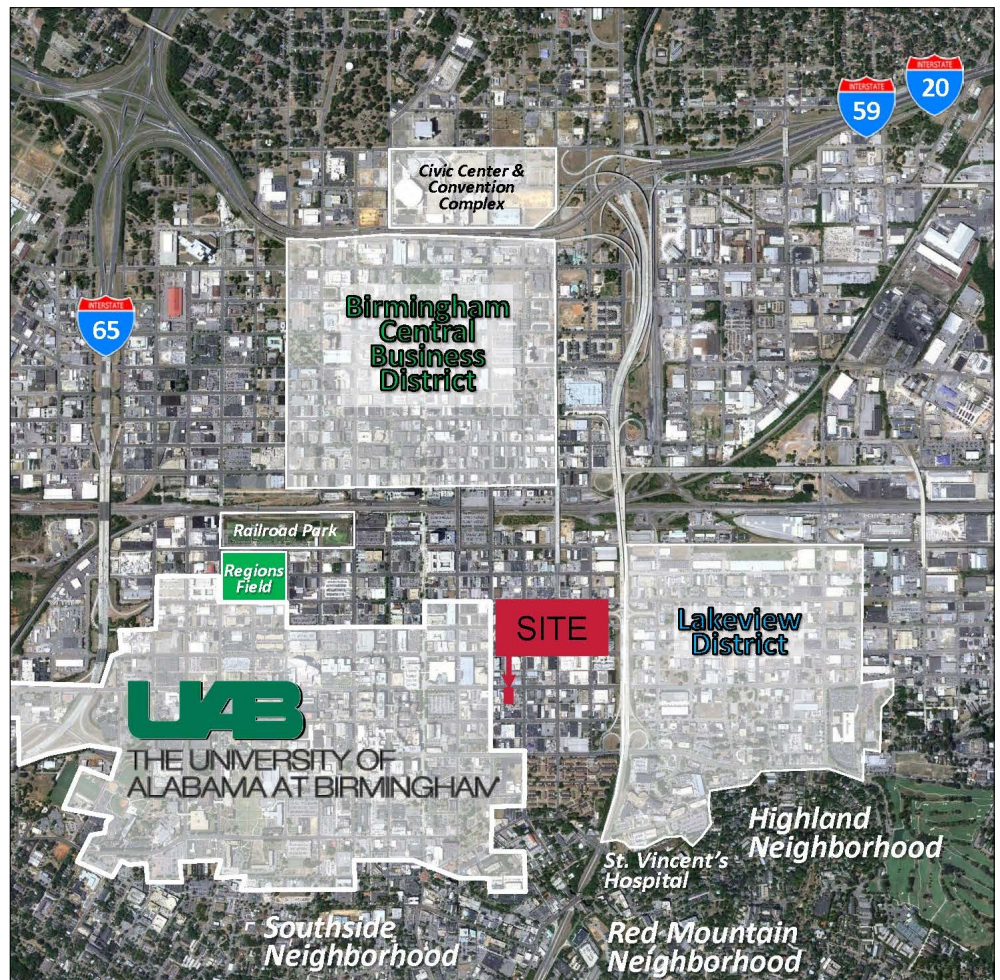 INTERSTATE
20
INTERSTATE
59
Civic Center &
Convention
Complex
Birmingham
Central
Business
District
INTERSTATE
65
Railroad Park
Regions
Field
SITE
Lakeview
District
UAB
THE UNIVERSITY OF
ALABAMA AT BIRMINGHAM
Highland
Neighborhood
St. Vincent's
Hospital
Southside
Neighborhood
Red Mountain
Neighborhood